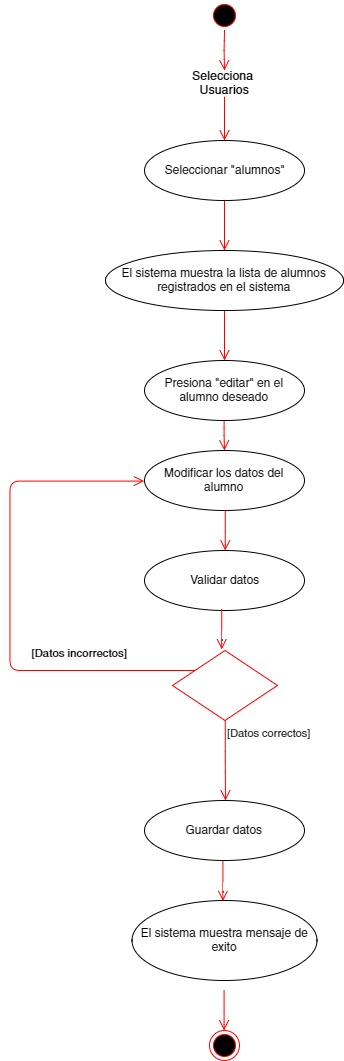 Selecciona
Usuarios
Seleccionar "alumnos"
El sistema muestra la lista de alumnos
registrados en el sistema
Presiona "editar" en el
alumno deseado
Modificar los datos del
alumno
Validar datos
[Datos incorrectos]
[Datos correctos]
Guardar datos
El sistema muestra mensaje de
exito